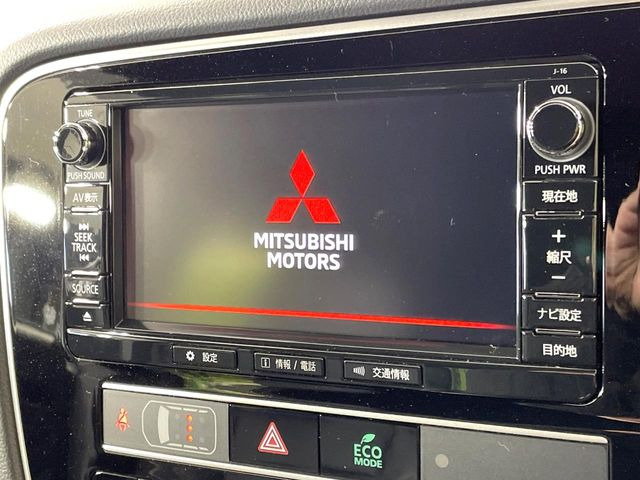 J-16
TUNE
PUSH SOUND
AV表示
SEEK
TRACK
SOURCE
MITSUBISHI
MOTORS
VOL
PUSH PWR
現在地
+
縮尺
−
ナビ設定
目的地
設定
i 情報 / 電話
交通情報
ECO
MODE